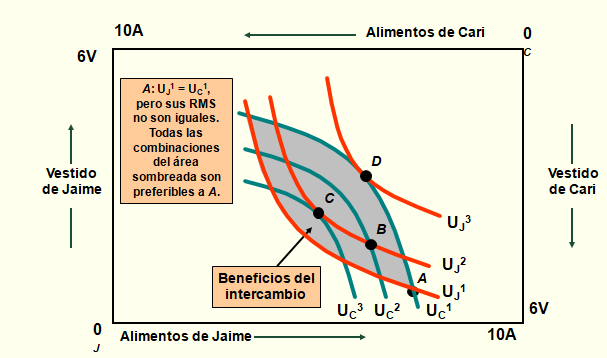 10A
Alimentos de Cari
0
C
6V
A: UJ¹ = UC¹,
pero sus RMS
no son iguales.
Todas las
combinaciones
del área
sombreada son
preferibles a A.
Vestido
de Jaime
Vestido
de Cari
D
C
B
A
UJ³
UJ²
UJ¹
Beneficios del
intercambio
UC³ UC² UC¹
6V
0
J
Alimentos de Jaime
10A